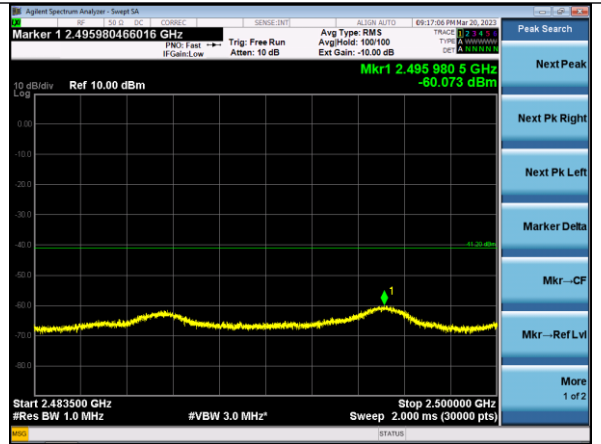 Agilent Spectrum Analyzer - Swept SA
RF 50 Ω DC CORREC SENSE:INT ALIGN AUTO 09:17:06 PM Mar 20, 2023
Marker 1 2.495980466016 GHz
PNO: Fast
IFGain:Low
Trig: Free Run
Atten: 10 dB
Avg Type: RMS
Avg|Hold: 100/100
Ext Gain: -10.00 dB
TRACE 1 2 3 4 5 6
TYPE A WWWWW
DET A N N N N N
Mkr1 2.495 980 5 GHz
-60.073 dBm
10 dB/div Ref 10.00 dBm
Log
0.00
-10.0
-20.0
-30.0
-40.0
-41.20 dBm
-50.0
1
-60.0
-70.0
-80.0
Start 2.483500 GHz Stop 2.500000 GHz
#Res BW 1.0 MHz #VBW 3.0 MHz* Sweep 2.000 ms (30000 pts)
MSG STATUS
Peak Search
Next Peak
Next Pk Right
Next Pk Left
Marker Delta
Mkr→CF
Mkr→Ref Lvl
More
1 of 2